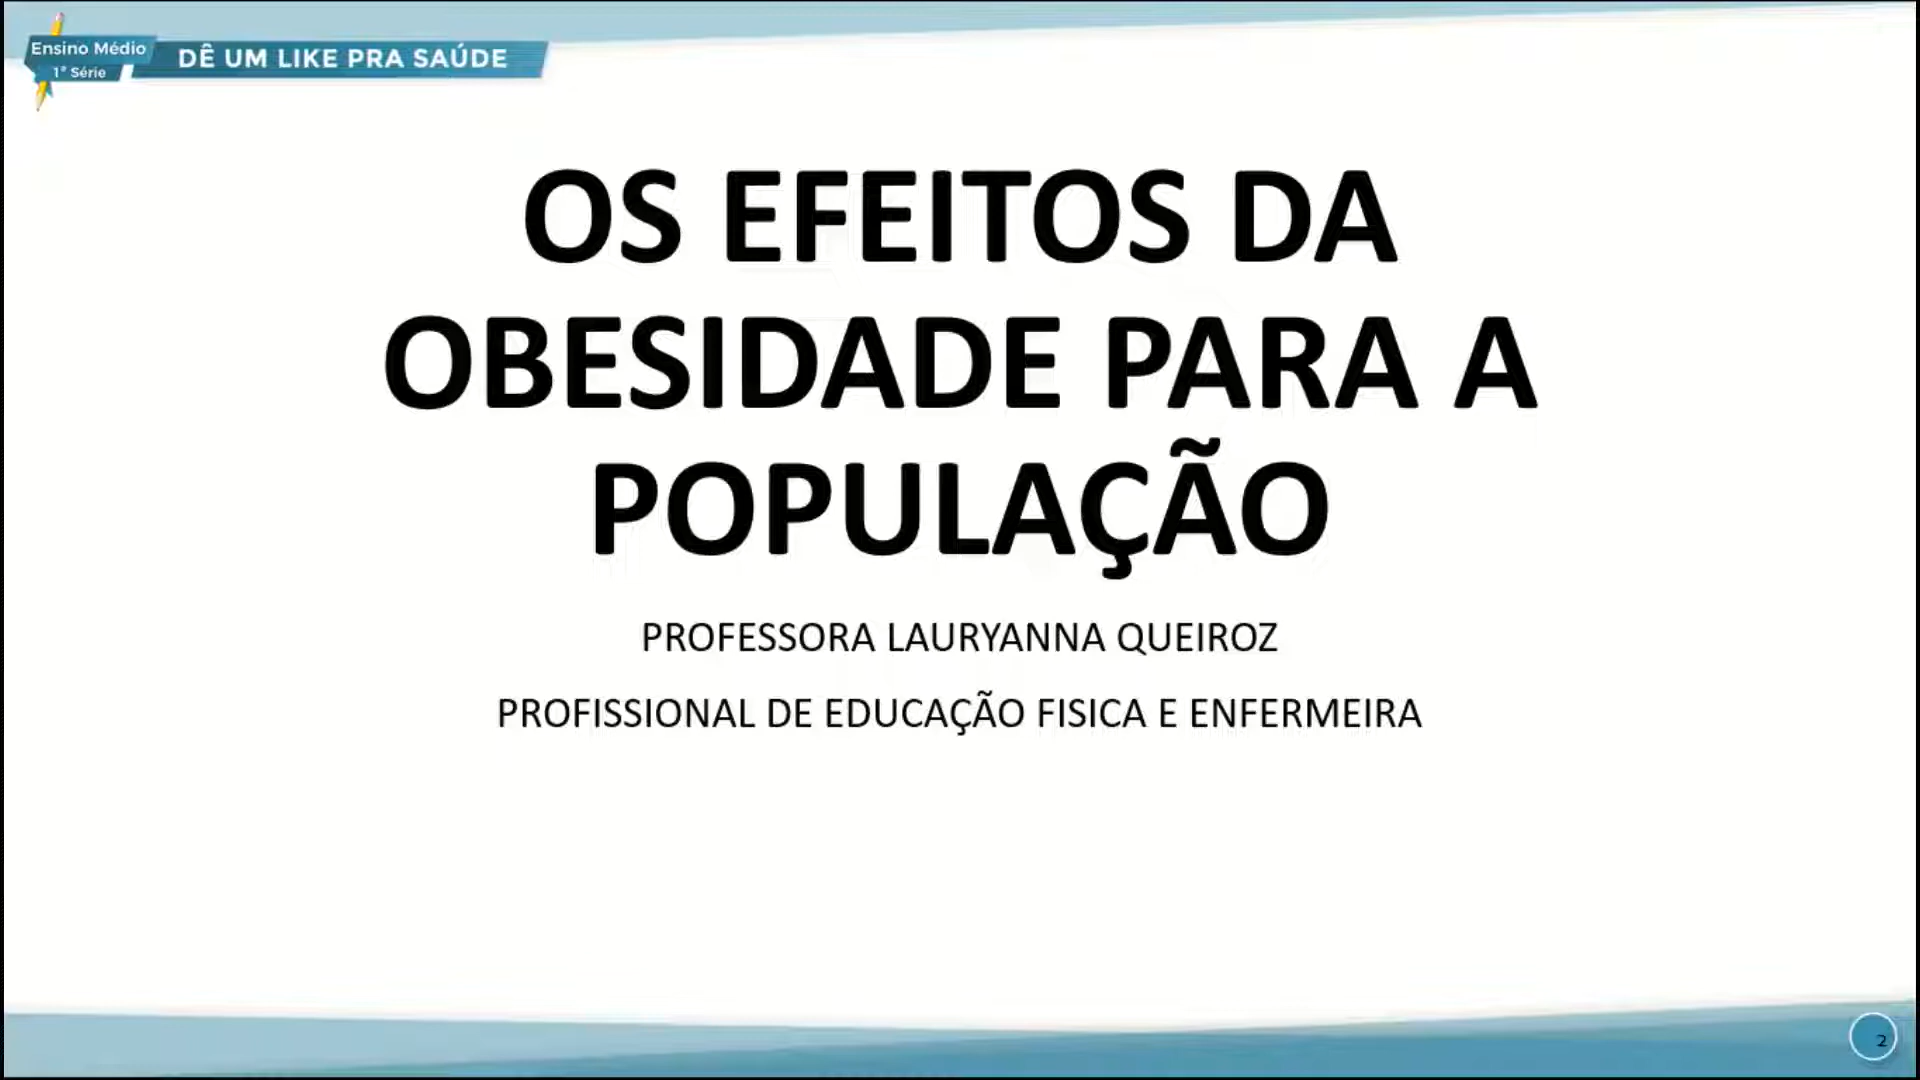 Ensino Médio
1ª Série
DÊ UM LIKE PRA SAÚDE
OS EFEITOS DA
OBESIDADE PARA A
POPULAÇÃO
PROFESSORA LAURYANNA QUEIROZ
PROFISSIONAL DE EDUCAÇÃO FISICA E ENFERMEIRA
2